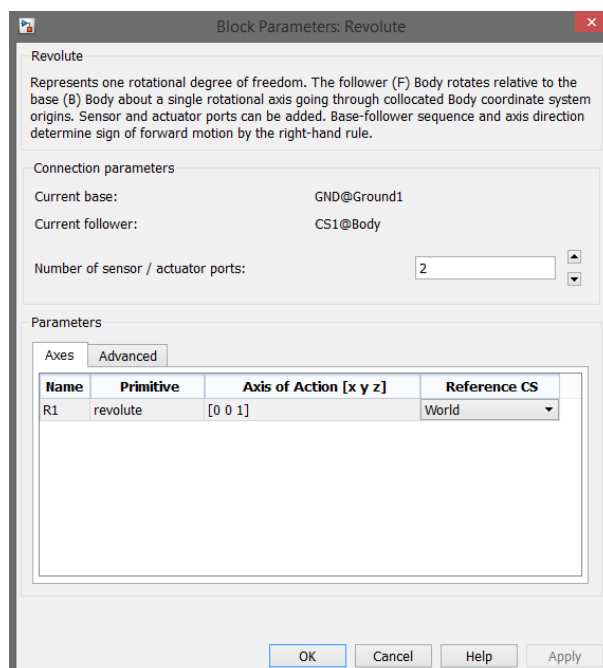 Block Parameters: Revolute
Revolute
Represents one rotational degree of freedom. The follower (F) Body rotates relative to the
base (B) Body about a single rotational axis going through collocated Body coordinate system
origins. Sensor and actuator ports can be added. Base-follower sequence and axis direction
determine sign of forward motion by the right-hand rule.
Connection parameters
Current base: GND@Ground1
Current follower: CS1@Body
Number of sensor / actuator ports: 2
Parameters
Axes Advanced
Name Primitive Axis of Action [x y z] Reference CS
R1 revolute [0 0 1] World
OK Cancel Help Apply